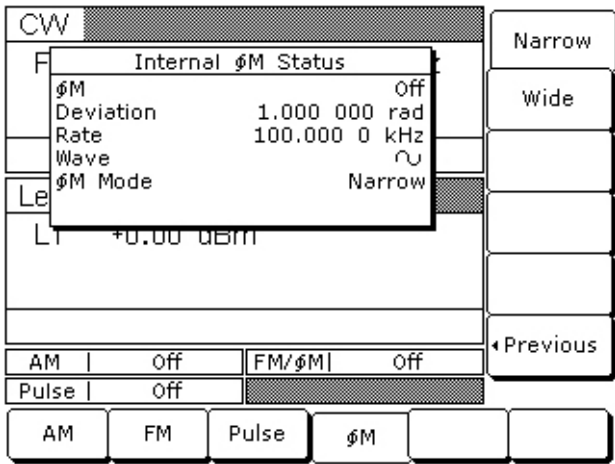 CW
F
Internal ϕM Status
ϕM Off
Deviation 1.000 000 rad
Rate 100.000 0 kHz
Wave
ϕM Mode Narrow
Le
L1 +0.00 dBm
AM | Off
FM/ϕM| Off
Pulse | Off
Narrow
Wide
Previous
AM
FM
Pulse
ϕM